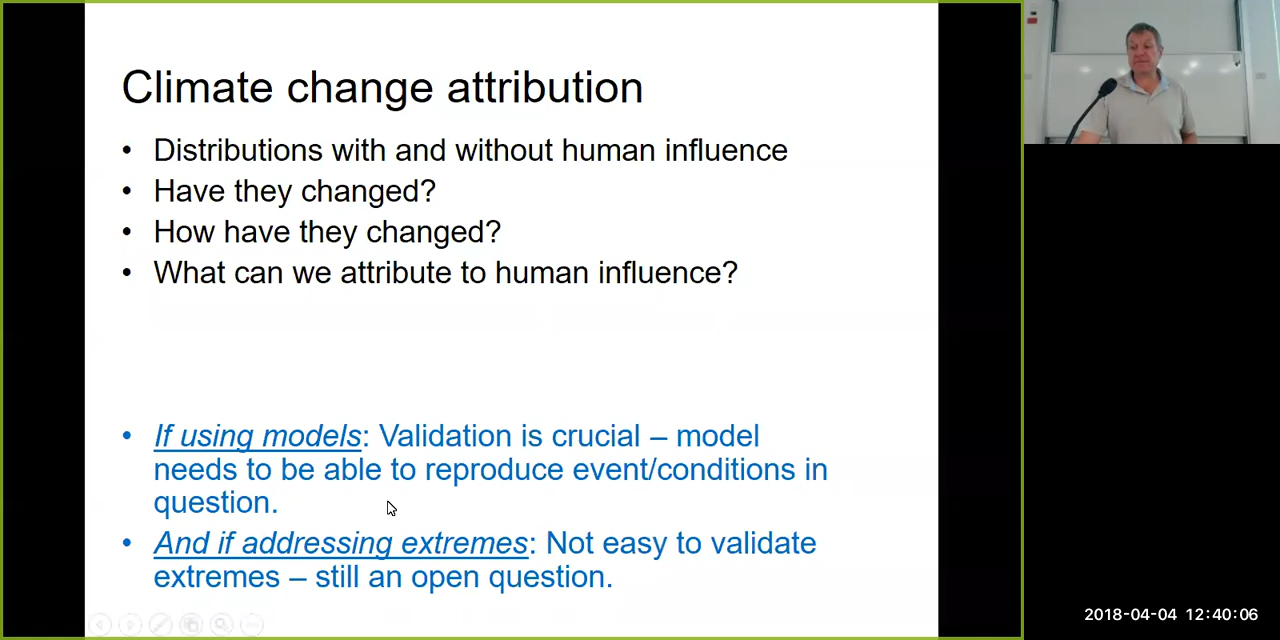 Climate change attribution
• Distributions with and without human influence
• Have they changed?
• How have they changed?
• What can we attribute to human influence?
• If using models: Validation is crucial – model
needs to be able to reproduce event/conditions in
question.
• And if addressing extremes: Not easy to validate
extremes – still an open question.
2018-04-04 12:40:06